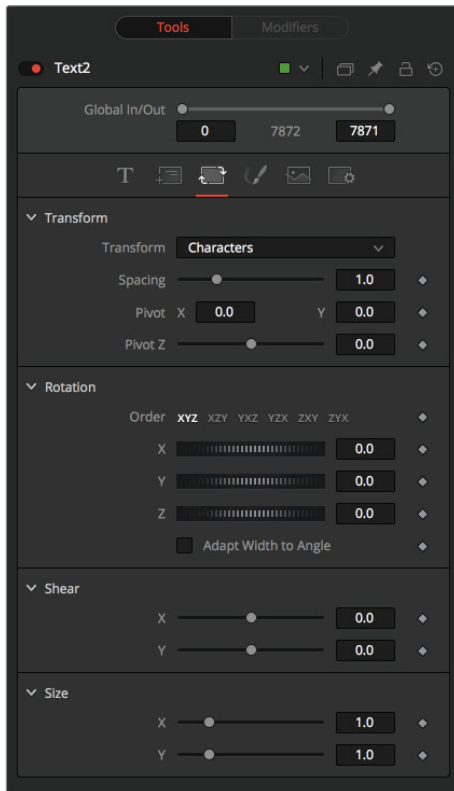 Tools Modifiers
Text2
Global In/Out
0 7872 7871
T
Transform
Transform Characters
Spacing 1.0
Pivot X 0.0 Y 0.0
Pivot Z 0.0
Rotation
Order XYZ XZY YXZ YZX ZXY ZYX
X 0.0
Y 0.0
Z 0.0
Adapt Width to Angle
Shear
X 0.0
Y 0.0
Size
X 1.0
Y 1.0